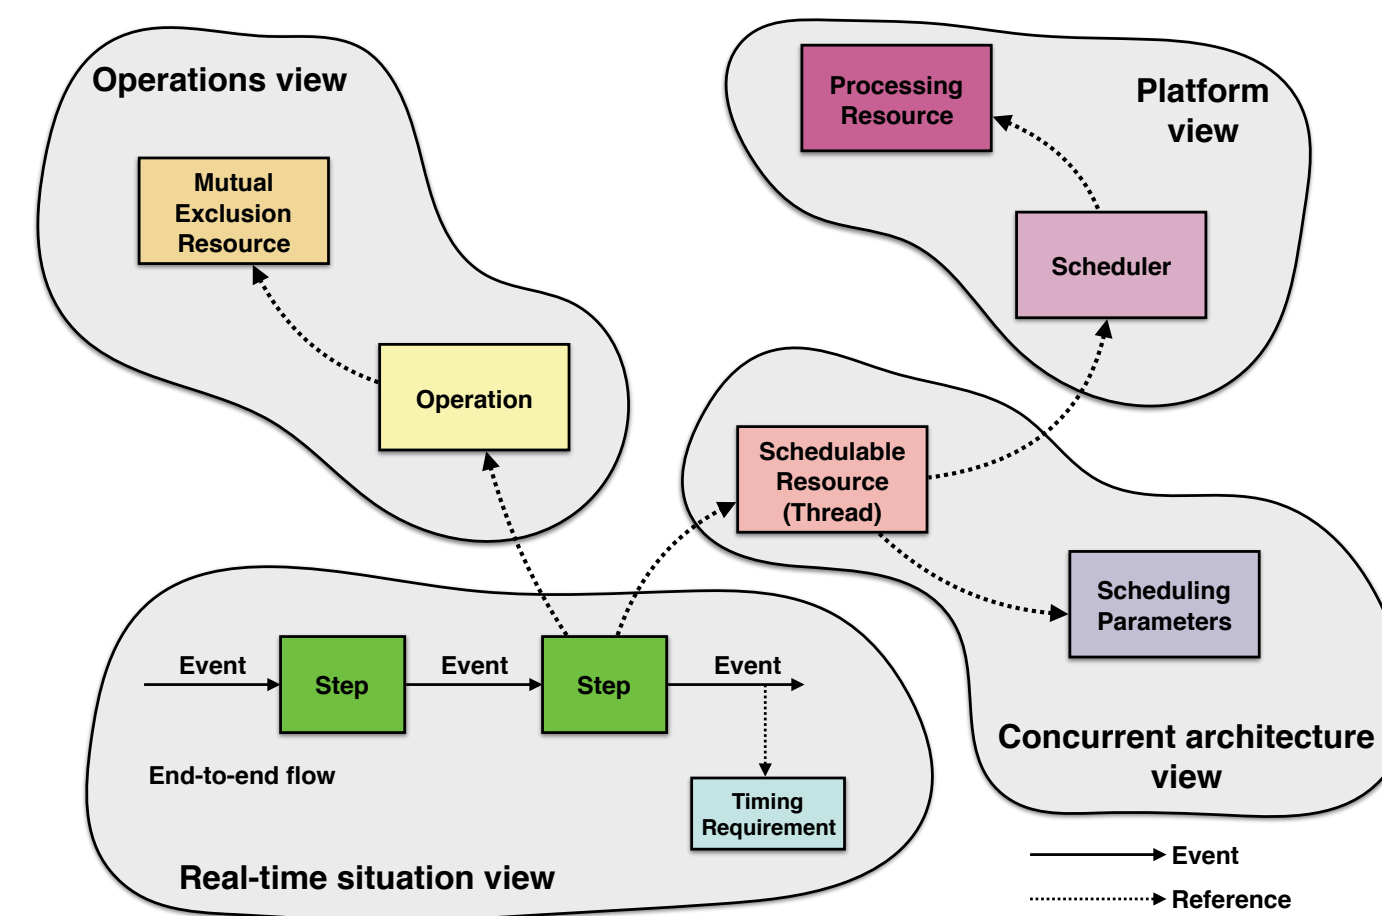 Operations view
Mutual
Exclusion
Resource
Operation
Processing
Resource
Platform
view
Scheduler
Schedulable
Resource
(Thread)
Scheduling
Parameters
Concurrent architecture
view
Event
Step
Event
Step
Event
End-to-end flow
Timing
Requirement
Real-time situation view
Event
Reference